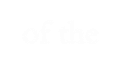 of the